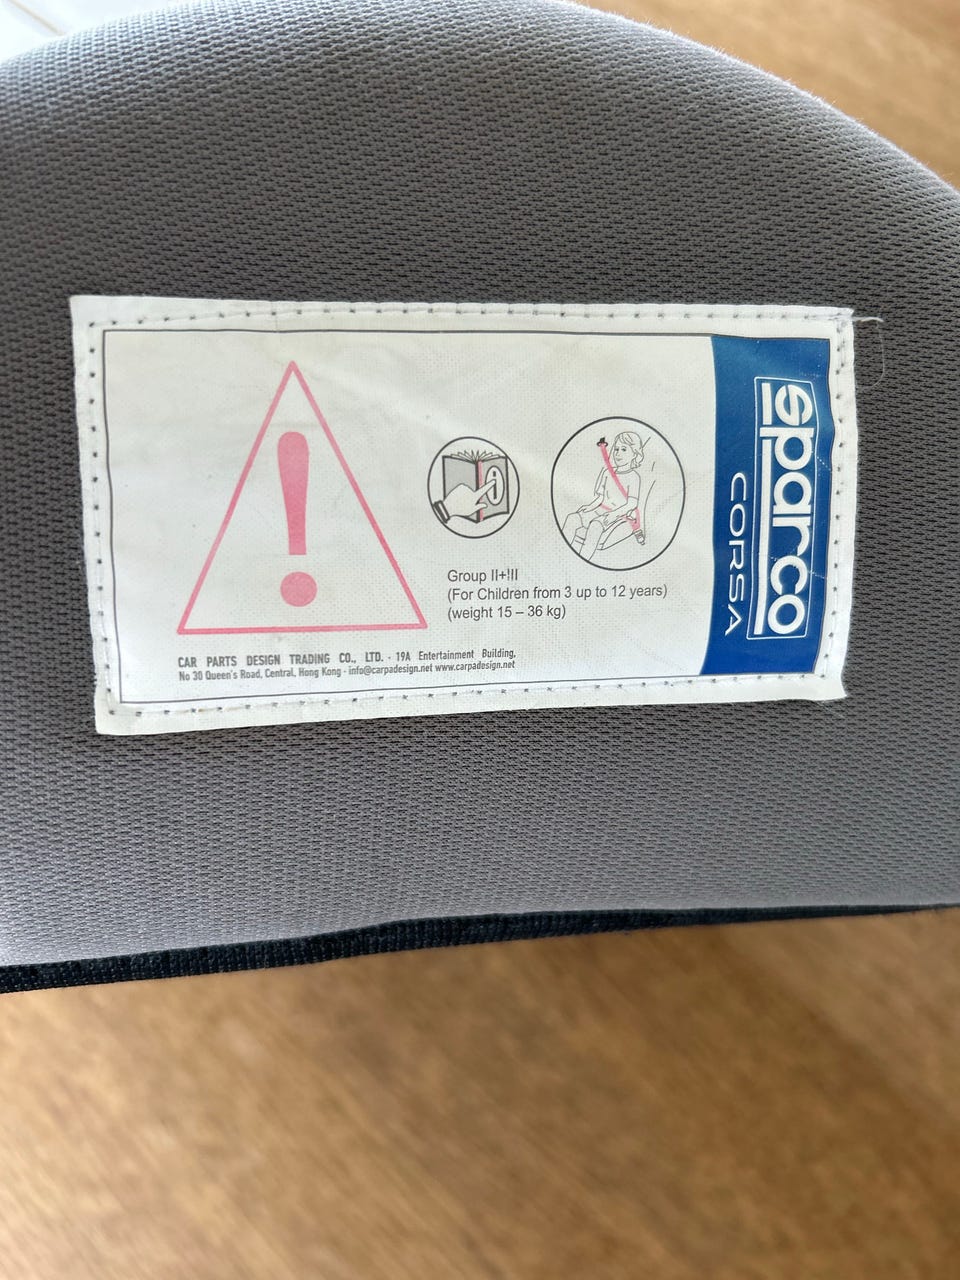 Group II+III
(For Children from 3 up to 12 years)
(weight 15 – 36 kg)
CAR PARTS DESIGN TRADING CO., LTD. - 19A Entertainment Building,
No 30 Queen's Road, Central, Hong Kong - info@carpadesign.net www.carpadesign.net
sparco
CORSA